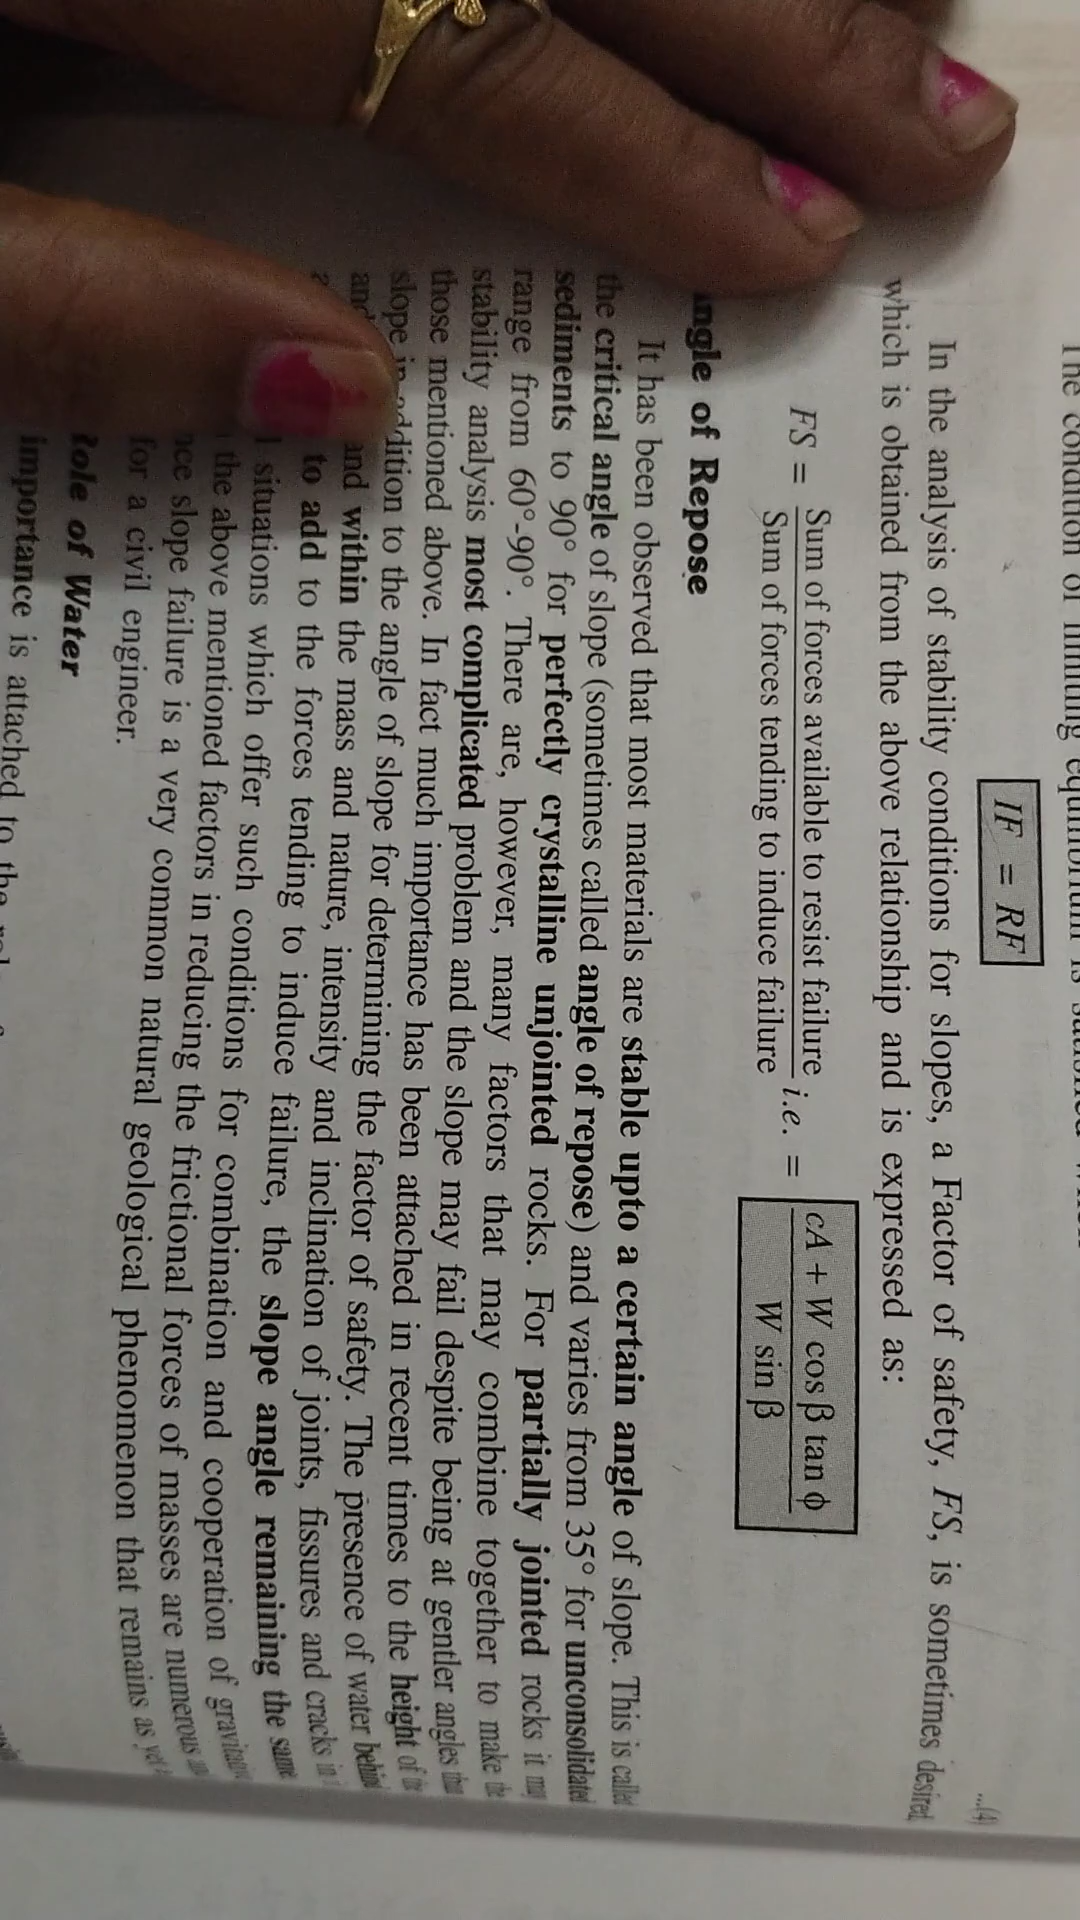 The condition of limiting equilibrium is
IF = RF
...(4)
In the analysis of stability conditions for slopes, a Factor of safety, FS, is sometimes desired,
which is obtained from the above relationship and is expressed as:
FS = Sum of forces available to resist failure / Sum of forces tending to induce failure i.e. = cA + W cos β tan ϕ / W sin β
ngle of Repose
It has been observed that most materials are stable upto a certain angle of slope. This is called
the critical angle of slope (sometimes called angle of repose) and varies from 35° for unconsolidated
sediments to 90° for perfectly crystalline unjointed rocks. For partially jointed rocks it may
range from 60°-90°. There are, however, many factors that may combine together to make the
stability analysis most complicated problem and the slope may fail despite being at gentler angles than
those mentioned above. In fact much importance has been attached in recent times to the height of the
slope in addition to the angle of slope for determining the factor of safety. The presence of water behind
and and within the mass and nature, intensity and inclination of joints, fissures and cracks in
to add to the forces tending to induce failure, the slope angle remaining the same
situations which offer such conditions for combination and cooperation of
the above mentioned factors in reducing the frictional forces of masses are numerous
slope failure is a very common natural geological phenomenon that remains as yet
for a civil engineer.
Role of Water
importance is attached to the